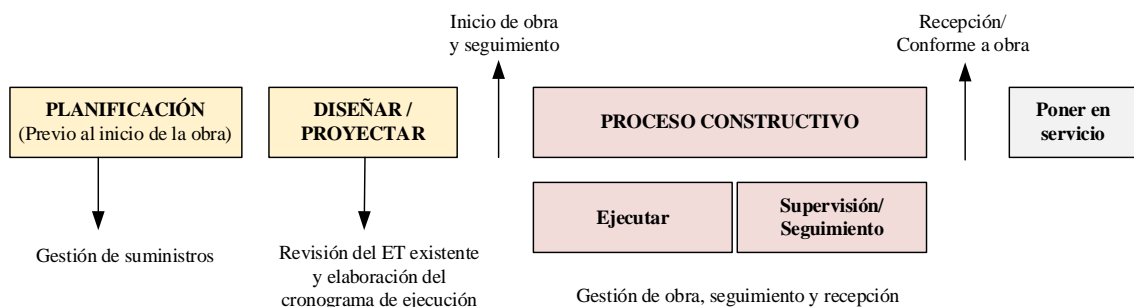 Inicio de obra
y seguimiento
Recepción/
Conforme a obra
PLANIFICACIÓN
(Previo al inicio de la obra)
DISEÑAR /
PROYECTAR
PROCESO CONSTRUCTIVO
Poner en
servicio
Ejecutar
Supervisión/
Seguimiento
Gestión de suministros
Revisión del ET existente
y elaboración del
cronograma de ejecución
Gestión de obra, seguimiento y recepción